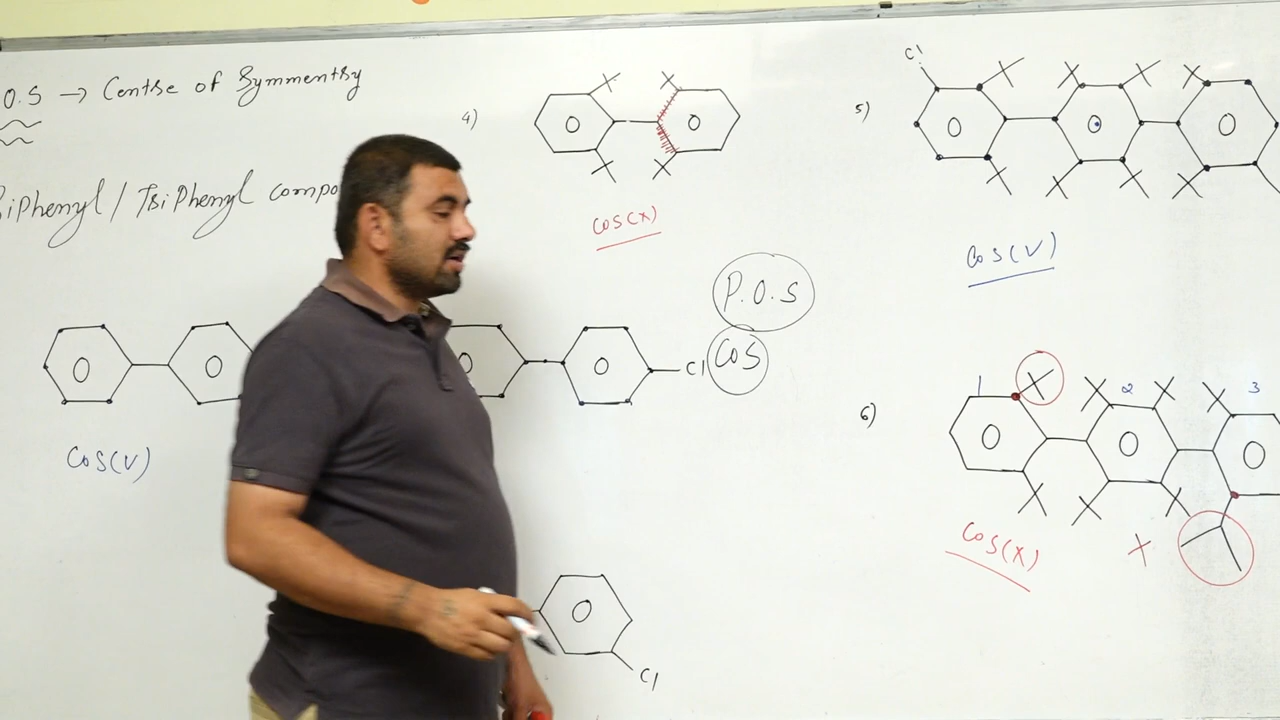 O.S → Centre of Symmentry
BiPhenyl / TriPhenyl compo
COS(V)
4)
O
O
COS(X)
P.O.S
COS
O
O
O
O
Cl
O
Cl
5)
Cl
O
O
O
COS(V)
6)
1
2
3
O
O
O
COS(X)
X